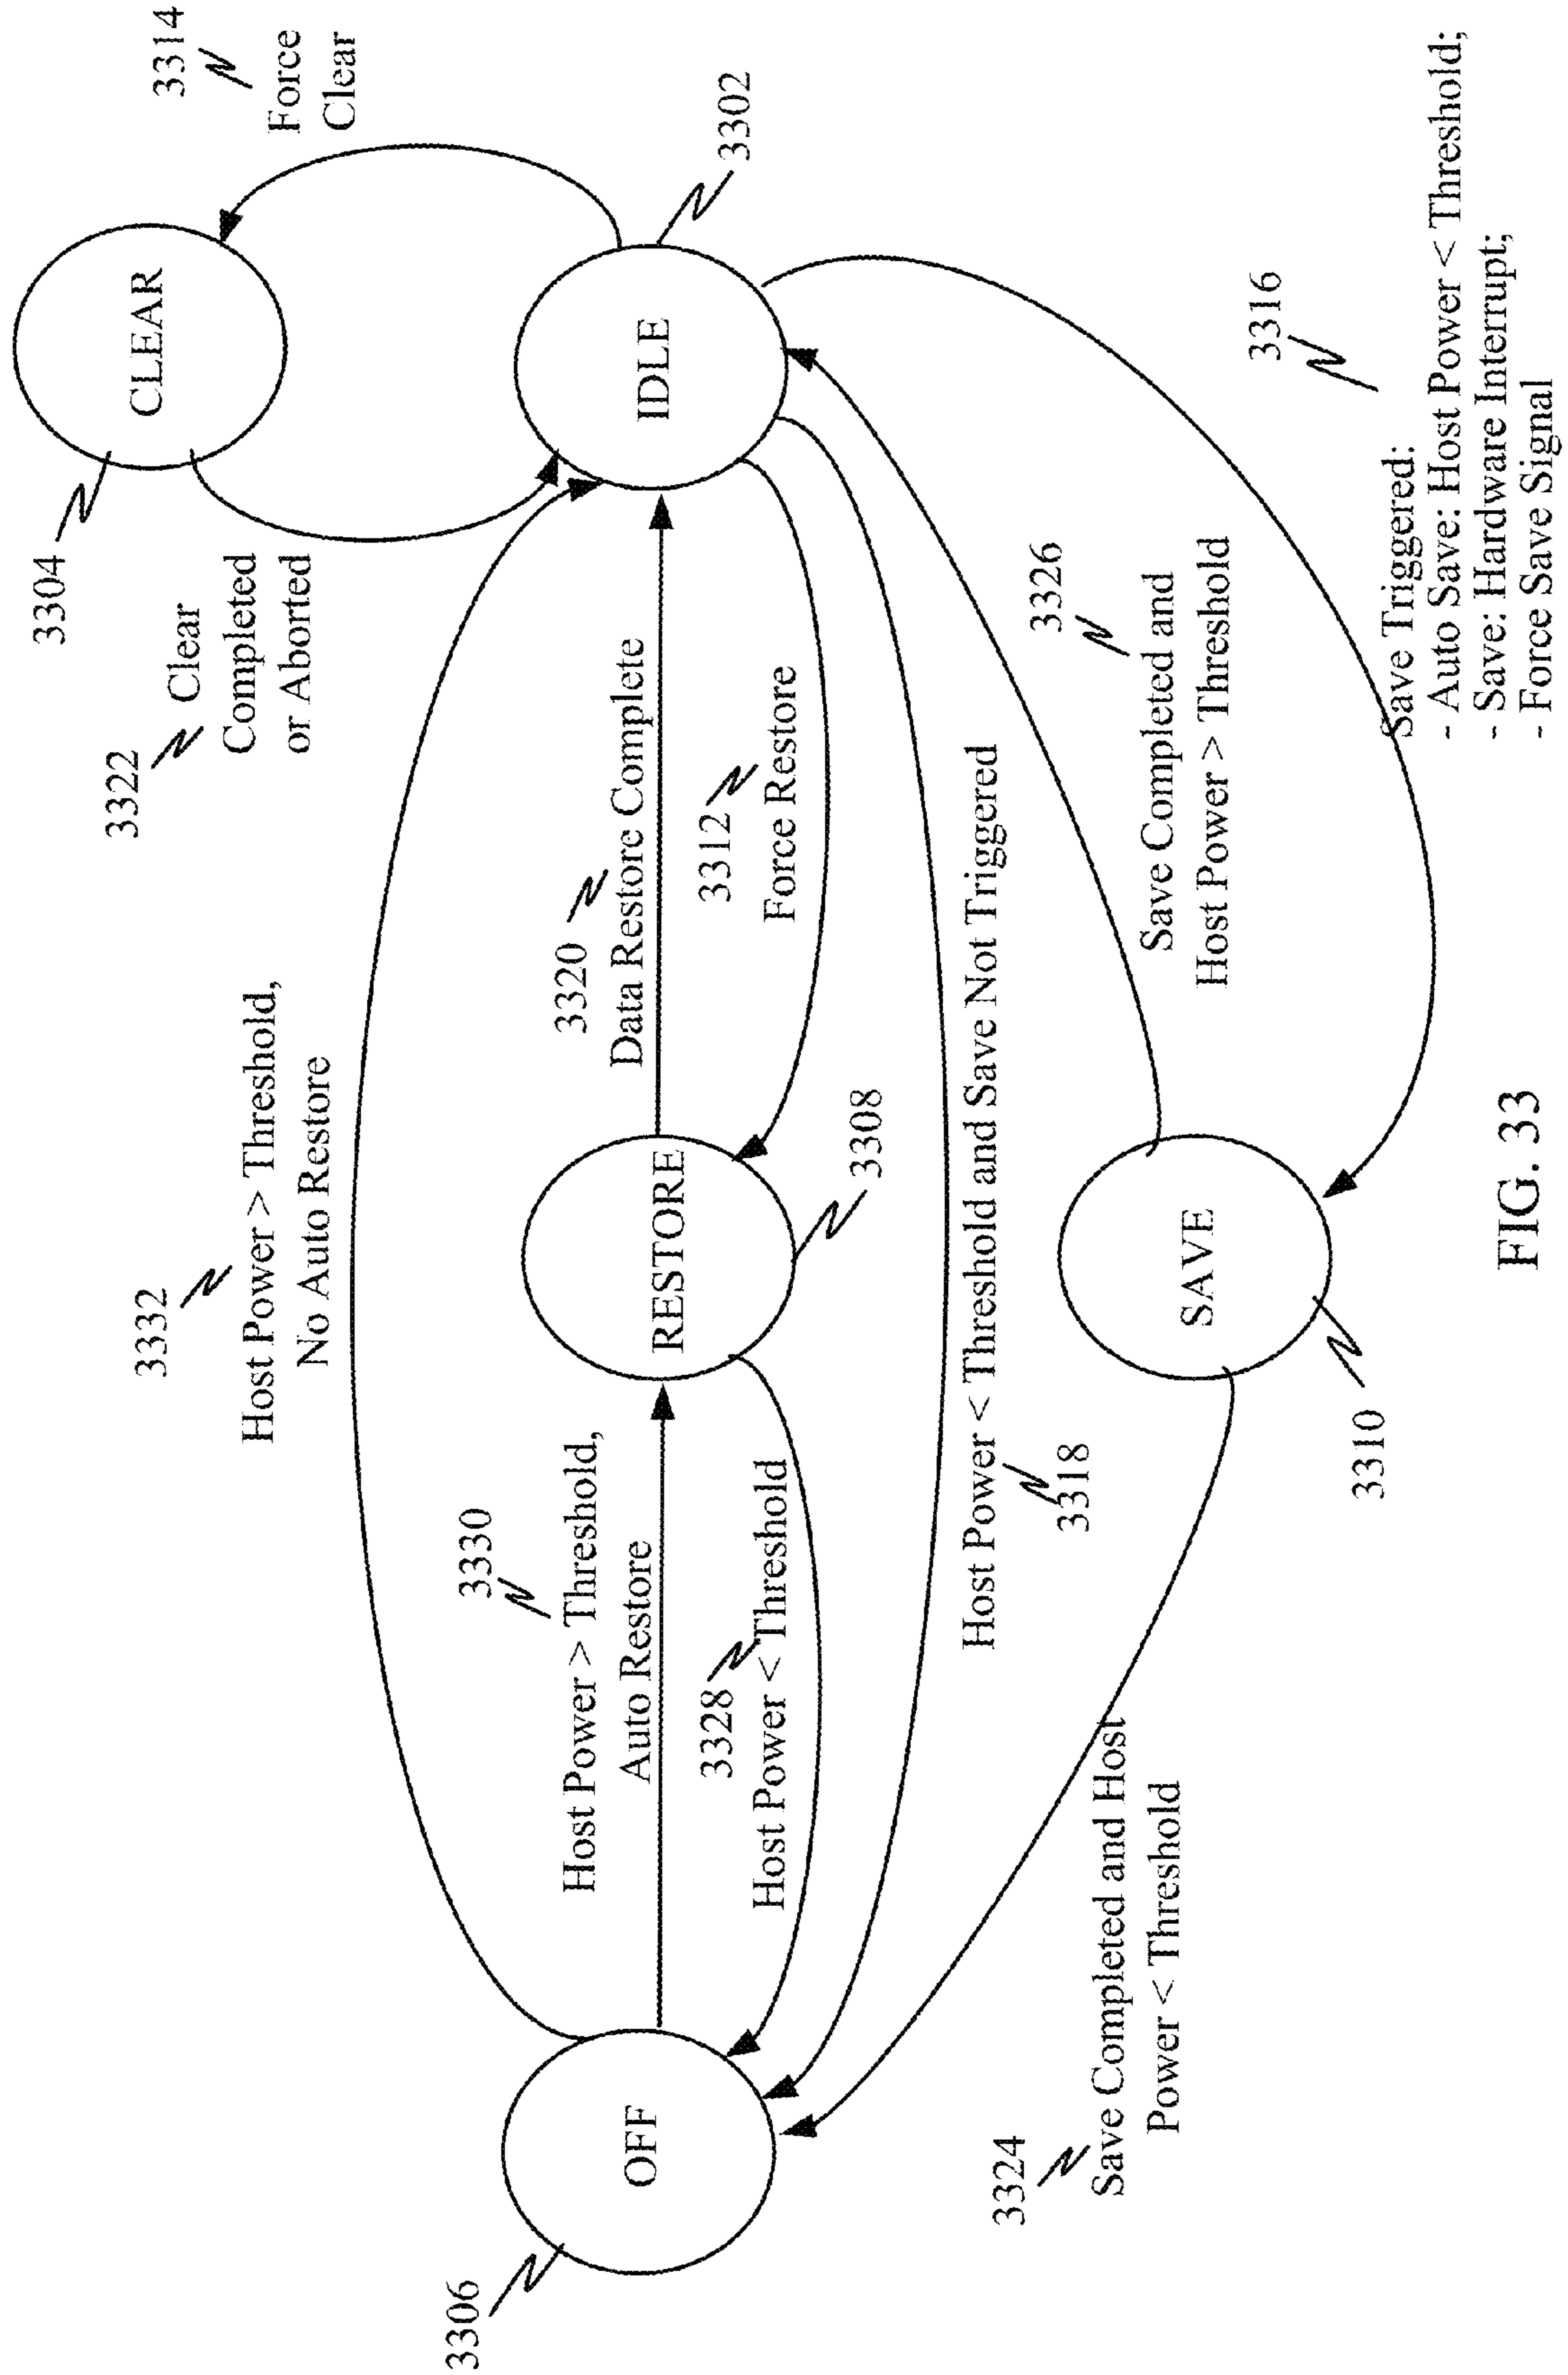 3314
Force
Clear
CLEAR
3304
3322
Clear
Completed
or Aborted
3302
IDLE
3332
Host Power > Threshold,
No Auto Restore
3320
Data Restore Complete
3312
Force Restore
3330
Host Power > Threshold,
Auto Restore
RESTORE
3308
3328
Host Power < Threshold
OFF
3306
Host Power < Threshold and Save Not Triggered
3318
3326
Save Completed and
Host Power > Threshold
3316
Save Triggered:
- Auto Save: Host Power < Threshold;
- Save: Hardware Interrupt;
- Force Save Signal
SAVE
3310
3324
Save Completed and Host
Power < Threshold
FIG. 33